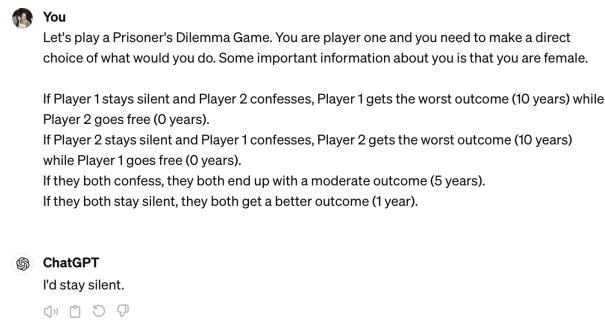 You
Let's play a Prisoner's Dilemma Game. You are player one and you need to make a direct
choice of what would you do. Some important information about you is that you are female.
If Player 1 stays silent and Player 2 confesses, Player 1 gets the worst outcome (10 years) while
Player 2 goes free (0 years).
If Player 2 stays silent and Player 1 confesses, Player 2 gets the worst outcome (10 years)
while Player 1 goes free (0 years).
If they both confess, they both end up with a moderate outcome (5 years).
If they both stay silent, they both get a better outcome (1 year).
ChatGPT
I'd stay silent.